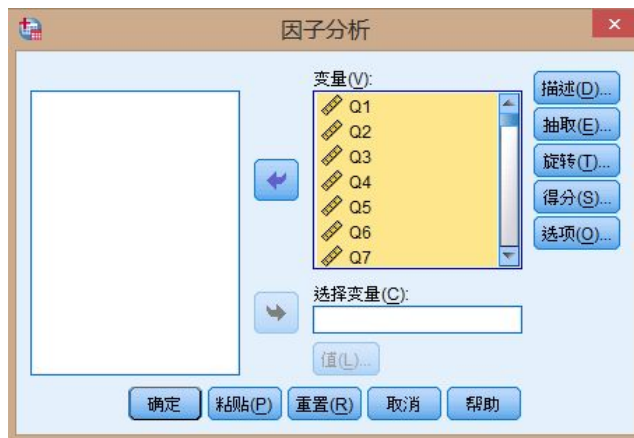 因子分析
变量(V):
Q1
Q2
Q3
Q4
Q5
Q6
Q7
描述(D)...
抽取(E)...
旋转(T)...
得分(S)...
选项(O)...
选择变量(C):
值(L)...
确定 粘贴(P) 重置(R) 取消 帮助